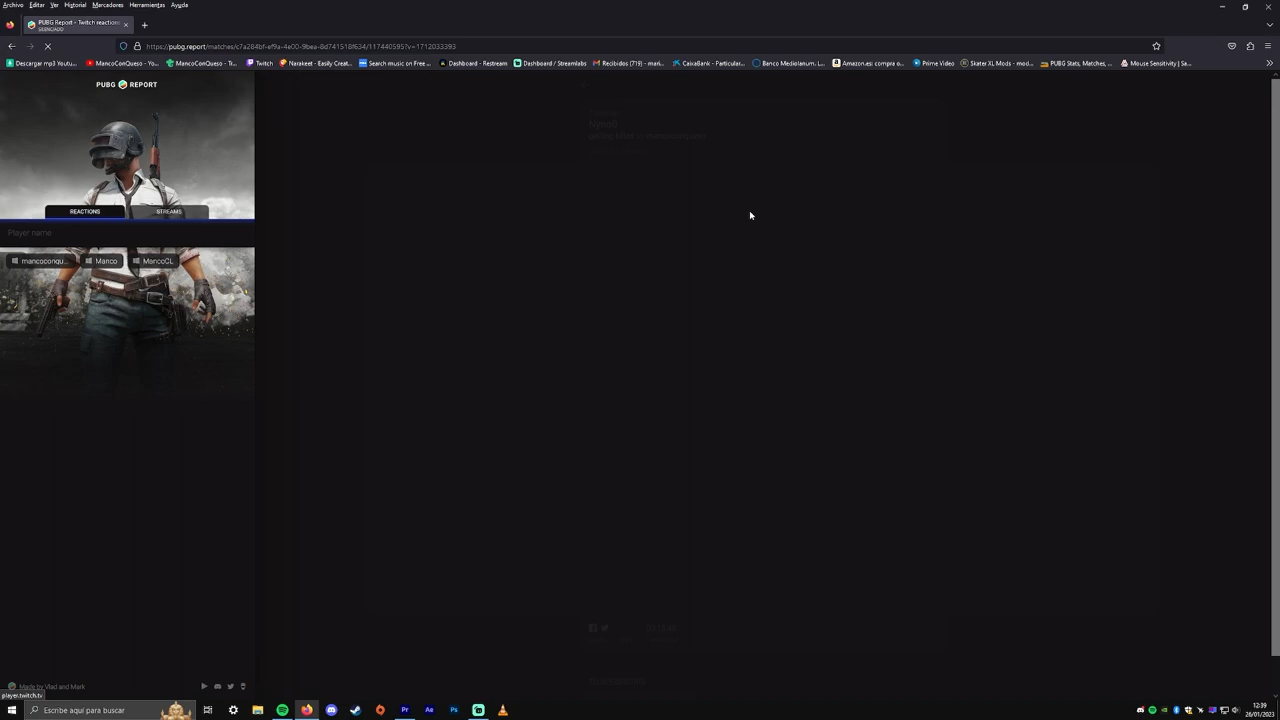 Archivo Editar Ver Historial Marcadores Herramientas Ayuda
PUBG Report - Twitch reactions
SILENCIADO
https://pubg.report/matches/c7a284bf-ef9a-4e00-9bea-8d741518f634/1174405957?v=1712033393
Descargar mp3 Youtu... MancoConQueso - Yo... MancoConQueso - Ts... Twitch Narakeet - Easily Creat... Search music on Free ... Dashboard - Restream Dashboard / Streamlabs Recibidos (719) - mari... CaixaBank - Particular... Banco Mediolanum, L... Amazon.es: compra o... Prime Video Skater XL Mods - mod... PUBG Stats, Matches, ... Mouse Sensitivity | Sa...
PUBG REPORT
REACTIONS STREAMS
Player name
mancoconqu... Manco MancoCL
Made by Vlad and Mark
player.twitch.tv
Escribe aquí para buscar
12:39
26/01/2023